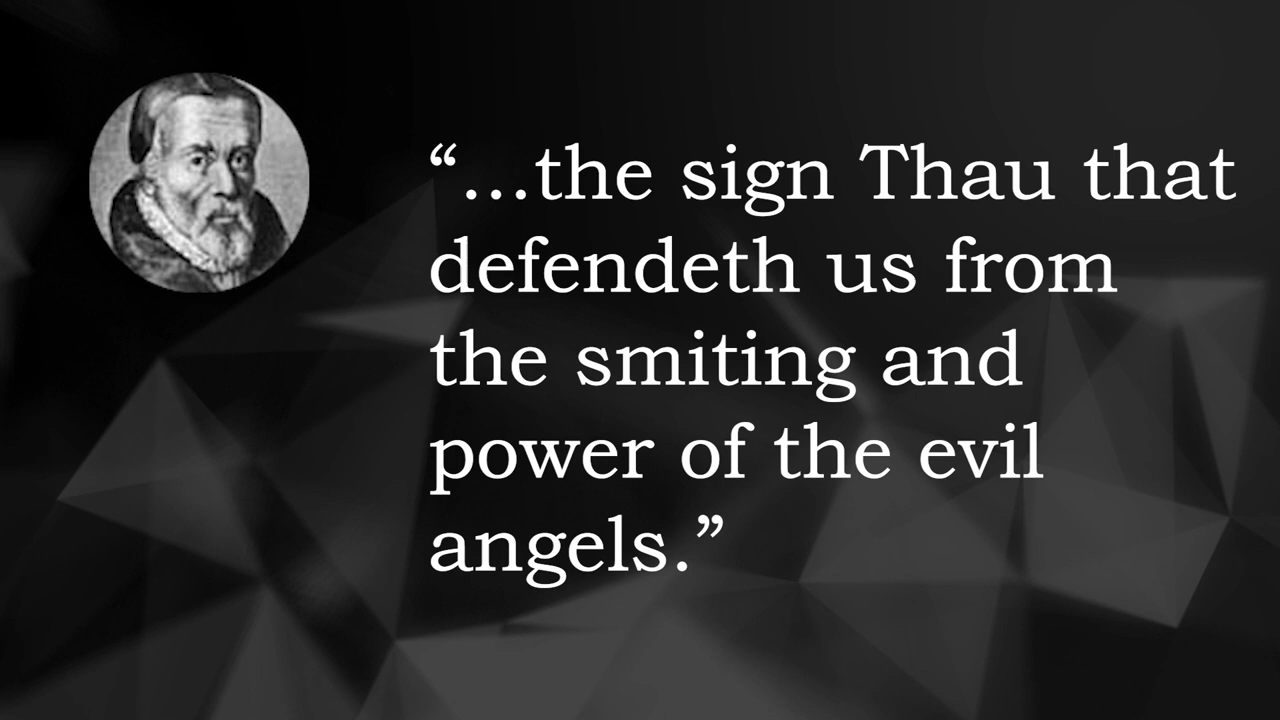 “…the sign Thau that
defendeth us from
the smiting and
power of the evil
angels.”